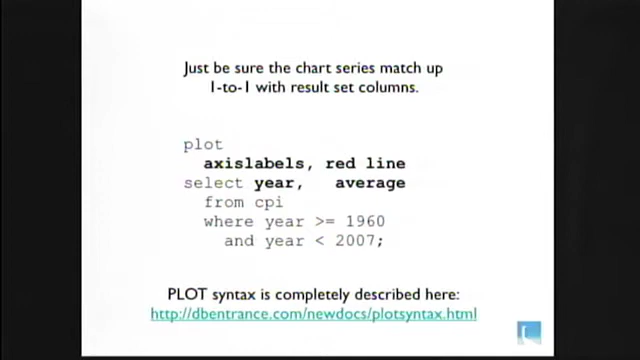 Just be sure the chart series match up
1-to-1 with result set columns.
plot
axislabels, red line
select year, average
from cpi
where year >= 1960
and year < 2007;
PLOT syntax is completely described here:
http://dbentrance.com/newdocs/plotsyntax.html